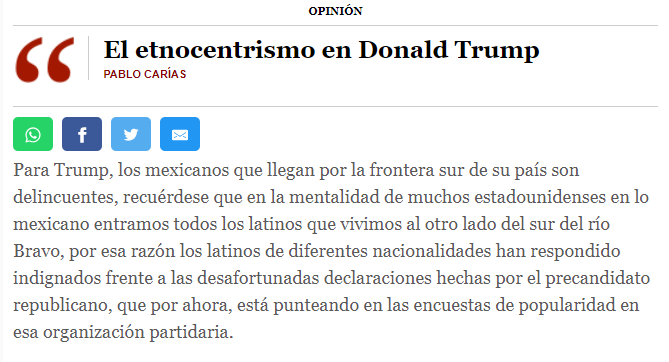 OPINIÓN
El etnocentrismo en Donald Trump
PABLO CARÍAS
Para Trump, los mexicanos que llegan por la frontera sur de su país son
delincuentes, recuérdese que en la mentalidad de muchos estadounidenses en lo
mexicano entramos todos los latinos que vivimos al otro lado del sur del río
Bravo, por esa razón los latinos de diferentes nacionalidades han respondido
indignados frente a las desafortunadas declaraciones hechas por el precandidato
republicano, que por ahora, está punteando en las encuestas de popularidad en
esa organización partidaria.